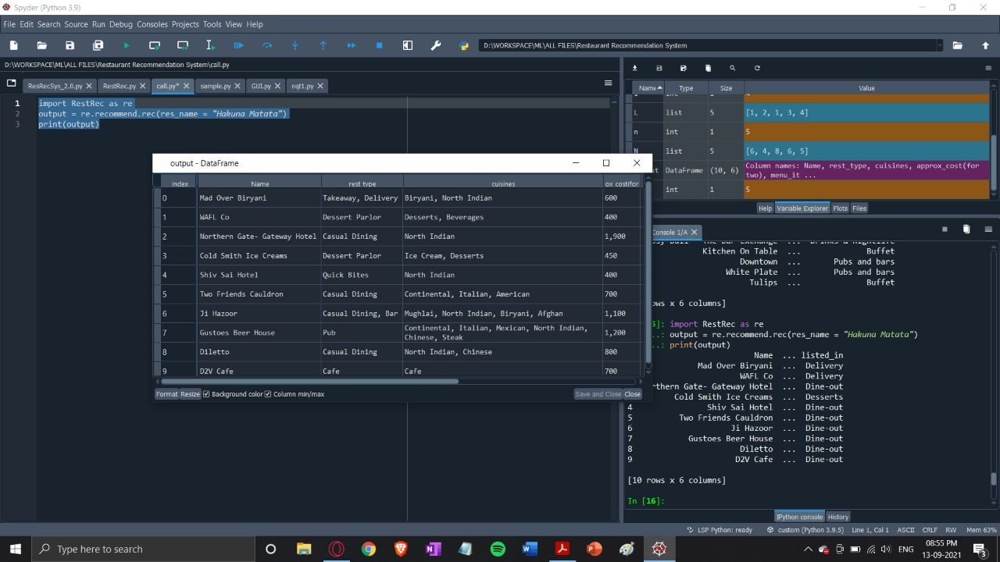 Spyder (Python 3.9)
File Edit Search Source Run Debug Consoles Projects Tools View Help
D:\WORKSPACE\ML\ALL FILES\Restaurant Recommendation System
D:\WORKSPACE\ML\ALL FILES\Restaurant Recommendation System\call.py
ResRecSys_2.0.py RestRec.py call.py* sample.py GUI.py nqt1.py
1 import RestRec as re
2 output = re.recommend.rec(res_name = "Hakuna Matata")
3 print(output)
Name Type Size Value
int 1 4
L list 5 [1, 2, 1, 3, 4]
n int 1 5
N list 5 [6, 4, 8, 6, 5]
DataFrame (10, 6) Column names: Name, rest_type, cuisines, approx_cost(for
two), menu_it ...
int 1 5
Help Variable Explorer Plots Files
output - DataFrame
Index Name rest type cuisines ox cost(for
0 Mad Over Biryani Takeaway, Delivery Biryani, North Indian 600
1 WAFL Co Dessert Parlor Desserts, Beverages 400
2 Northern Gate- Gateway Hotel Casual Dining North Indian 1,900
3 Cold Smith Ice Creams Dessert Parlor Ice Cream, Desserts 450
4 Shiv Sai Hotel Quick Bites North Indian 400
5 Two Friends Cauldron Casual Dining Continental, Italian, American 700
6 Ji Hazoor Casual Dining, Bar Mughlai, North Indian, Biryani, Afghan 1,100
7 Gustoes Beer House Pub Continental, Italian, Mexican, North Indian,
Chinese, Steak 1,200
8 Diletto Casual Dining North Indian, Chinese 800
9 D2V Cafe Cafe Cafe 700
Format Resize Background color Column min/max Save and Close Close
Console 1/A
Kitchen On Table ... Buffet
Downtown ... Pubs and bars
White Plate ... Pubs and bars
Tulips ... Buffet
ows x 6 columns]
]: import RestRec as re
..: output = re.recommend.rec(res_name = "Hakuna Matata")
..: print(output)
Name ... listed_in
Mad Over Biryani ... Delivery
WAFL Co ... Delivery
rthern Gate- Gateway Hotel ... Dine-out
Cold Smith Ice Creams ... Desserts
4 Shiv Sai Hotel ... Dine-out
5 Two Friends Cauldron ... Dine-out
6 Ji Hazoor ... Dine-out
7 Gustoes Beer House ... Dine-out
8 Diletto ... Dine-out
9 D2V Cafe ... Dine-out
[10 rows x 6 columns]
In [16]:
IPython console History
LSP Python: ready custom (Python 3.9.5) Line 1, Col 1 ASCII CRLF RW Mem 63%
Type here to search
ENG
08:55 PM
13-09-2021
3